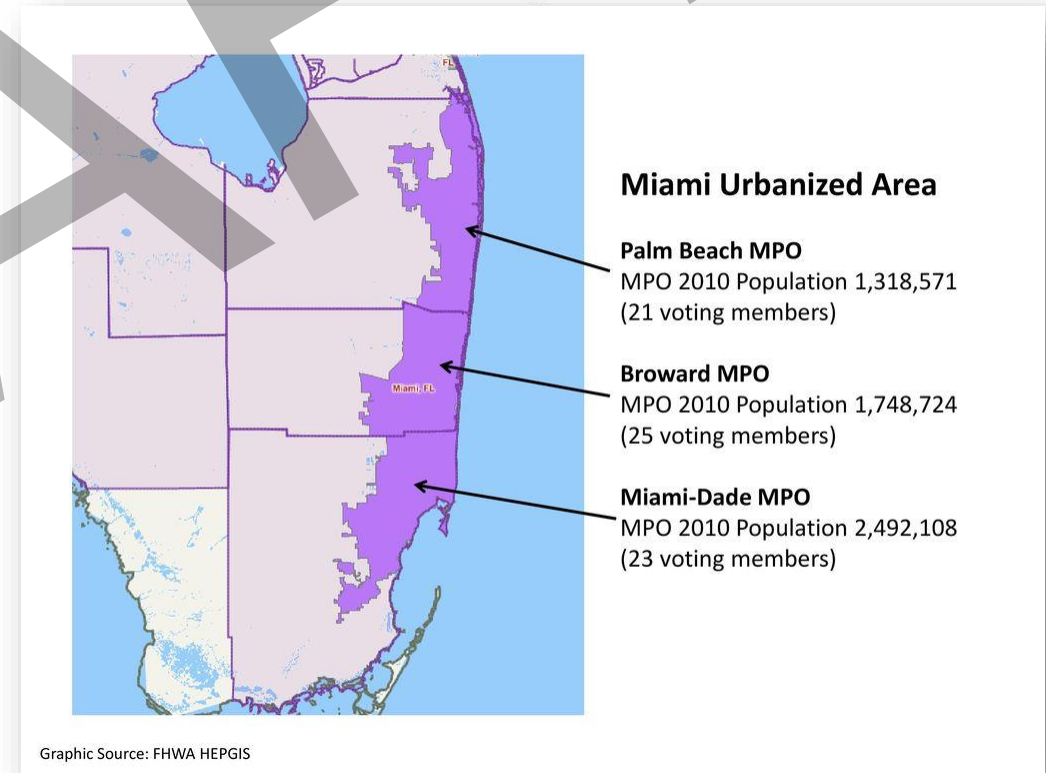 FL
Miami, FL
Miami Urbanized Area
Palm Beach MPO
MPO 2010 Population 1,318,571
(21 voting members)
Broward MPO
MPO 2010 Population 1,748,724
(25 voting members)
Miami-Dade MPO
MPO 2010 Population 2,492,108
(23 voting members)
Graphic Source: FHWA HEPGIS